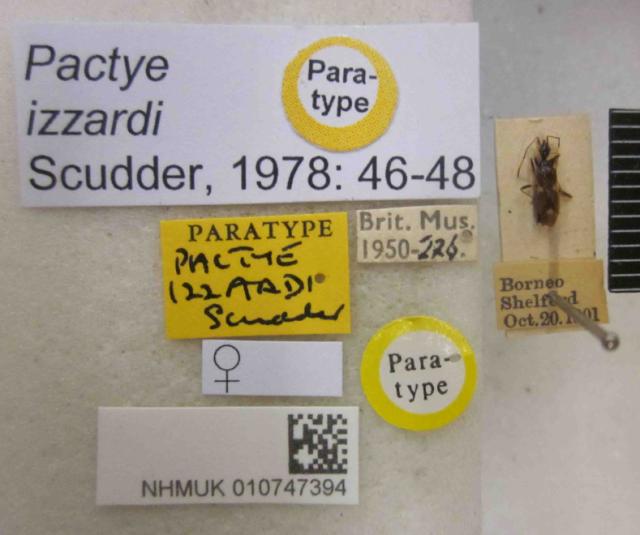 Pactye
izzardi
Scudder, 1978: 46-48
Para-
type
PARATYPE
PACTYE
IZZARDI
Scudder
Brit. Mus.
1950-226.
♀
Para-
type
NHMUK 010747394
Borneo
Shelford
Oct.20.1901